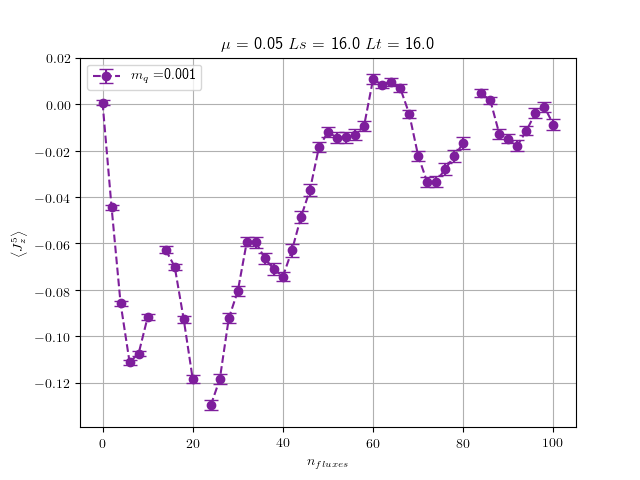 μ = 0.05 Ls = 16.0 Lt = 16.0
m_q =0.001
0.02
0.00
−0.02
−0.04
−0.06
−0.08
−0.10
−0.12
⟨J_z^5⟩
0 20 40 60 80 100
n_fluxes